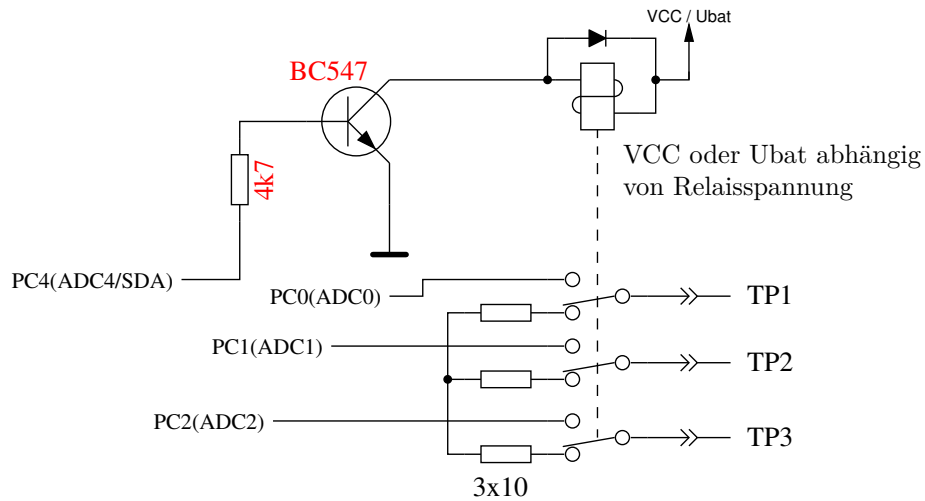 VCC / Ubat
BC547
4k7
VCC oder Ubat abhängig
von Relaisspannung
PC4(ADC4/SDA)
PC0(ADC0)
TP1
PC1(ADC1)
TP2
PC2(ADC2)
TP3
3x10